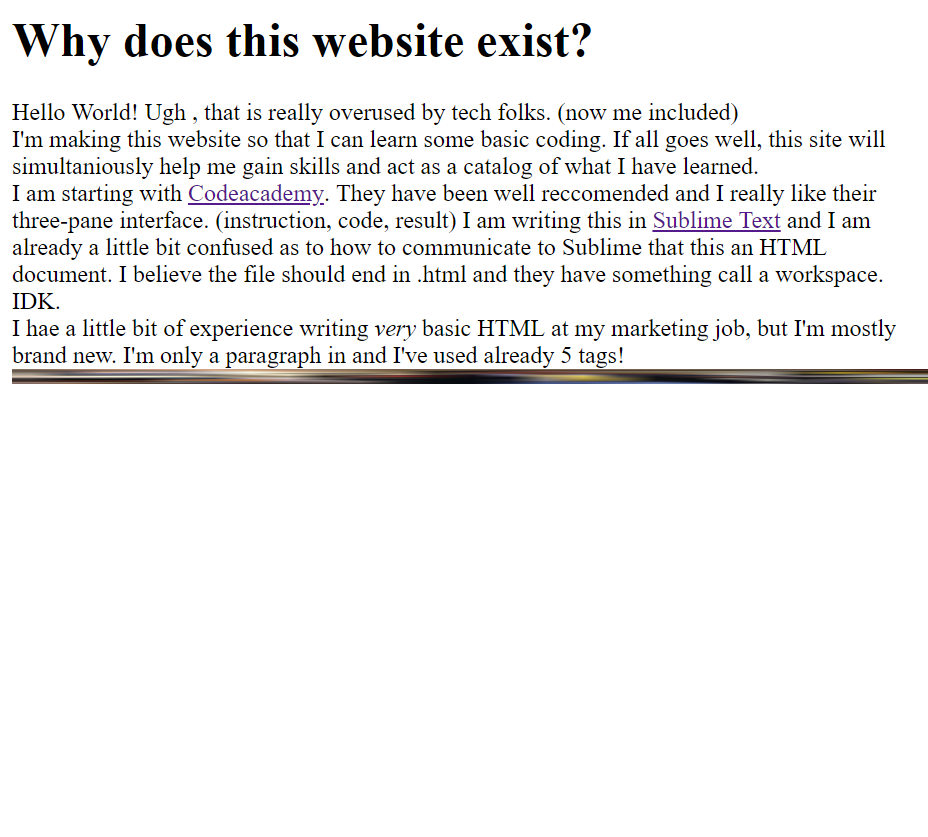 Why does this website exist?
Hello World! Ugh , that is really overused by tech folks. (now me included)
I'm making this website so that I can learn some basic coding. If all goes well, this site will
simultaniously help me gain skills and act as a catalog of what I have learned.
I am starting with Codeacademy. They have been well reccomended and I really like their
three-pane interface. (instruction, code, result) I am writing this in Sublime Text and I am
already a little bit confused as to how to communicate to Sublime that this an HTML
document. I believe the file should end in .html and they have something call a workspace.
IDK.
I hae a little bit of experience writing very basic HTML at my marketing job, but I'm mostly
brand new. I'm only a paragraph in and I've used already 5 tags!